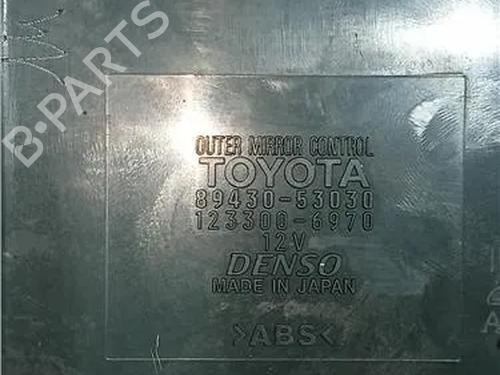 B·PARTS
OUTER MIRROR CONTROL
TOYOTA
89430-53030
123300-6970
12V
DENSO
MADE IN JAPAN
>ABS<